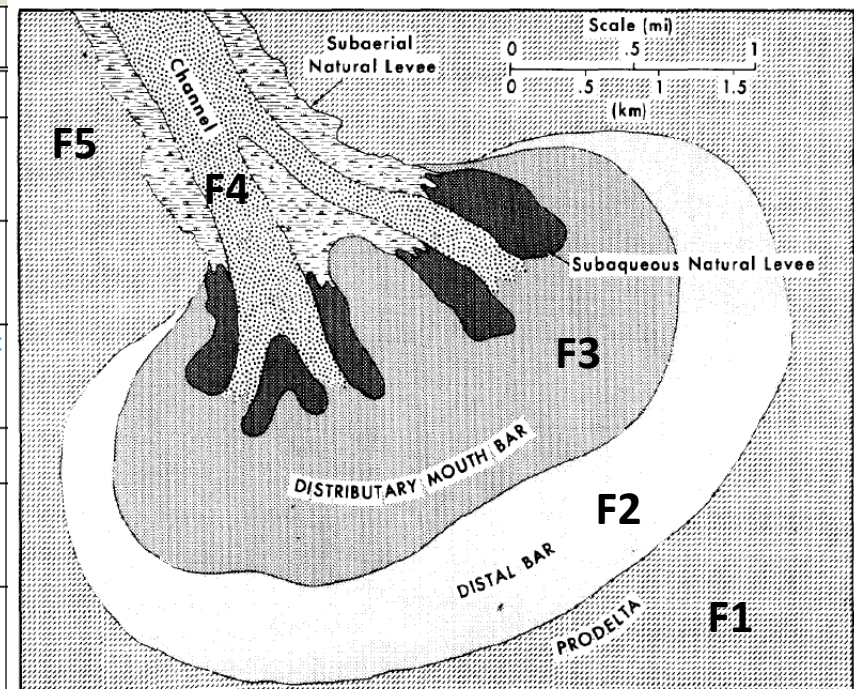 Scale (mi)
0 .5 1
0 .5 1 1.5
(km)
Subaerial
Natural Levee
Channel
F5
F4
Subaqueous Natural Levee
F3
DISTRIBUTARY MOUTH BAR
F2
DISTAL BAR
PRODELTA
F1